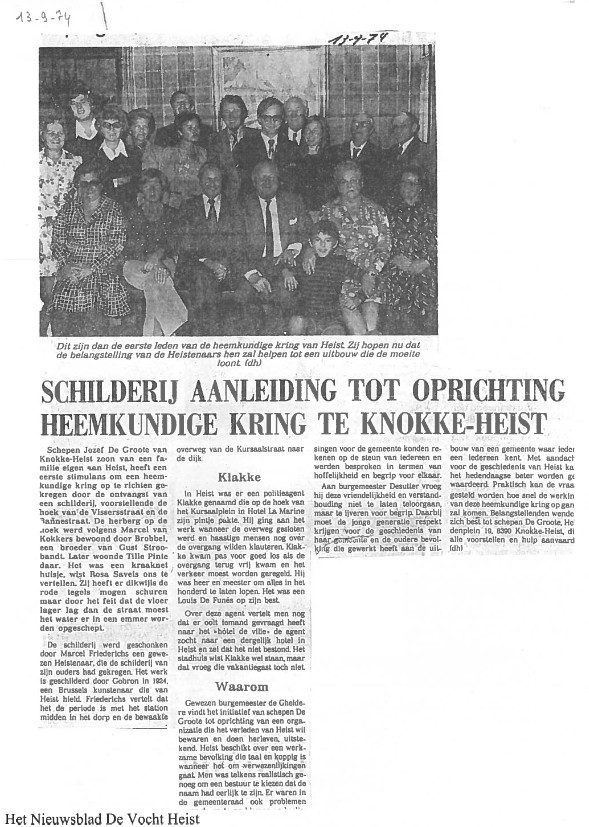 13-9-74
13-9-74
Dit zijn dan de eerste leden van de heemkundige kring van Heist. Zij hopen nu dat
de belangstelling van de Heistenaars hen zal helpen tot een uitbouw die de moeite
loont. (dh)
SCHILDERIJ AANLEIDING TOT OPRICHTING
HEEMKUNDIGE KRING TE KNOKKE-HEIST
Schepen Jozef De Groote van
Knokke-Heist zoon van een fa-
milie eigen aan Heist, heeft een
eerste stimulans om een heem-
kundige kring op te richten ge-
kregen door de ontvangst van
een schilderij, voorstellende de
hoek van de Vissersstraat en de
Pannestraat. De herberg op de
hoek werd volgens Marcel van
Kokkers bewoond door Brobbel,
een broeder van Gust Stroo-
bandt. Later woonde Tille Pinte
daar. Het was een kraaknet
huisje, wist Rosa Savels ons te
vertellen. Zij heeft er dikwijls de
rode tegels mogen schuren
maar door het feit dat de vloer
lager lag dan de straat moest
het water er in een emmer wor-
den opgeschept.
De schilderij werd geschonken
door Marcel Friederichs een ge-
wezen Heistenaar, die de schilderij van
zijn ouders had gekregen. Het werk
is geschilderd door Gobron in 1924,
een Brussels kunstenaar die van
Heist hield. Friederichs vertelt dat
het de periode is met het station
midden in het dorp en de bewaakte
overweg van de Kursaalstraat naar
de dijk.
Klakke
In Heist was er een politieagent
Klakke genaamd die op de hoek van
het Kursaalplein in Hotel La Marine
zijn pintje pakte. Hij ging aan het
werk wanneer de overweg gesloten
werd en haastige mensen nog over
de overgang wilden klauteren. Klak-
ke kwan pas voor goed los als de
overgang terug vrij kwam en het
verkeer moest worden geregeld. Hij
was heer en meester om alles in het
honderd te laten lopen. Het was een
Louis De Funès op zijn best.
Over deze agent vertelt men nog
dat er ooit iemand gevraagd heeft
naar het «hôtel de ville» de agent
zocht naar een dergelijk hotel in
Heist en zei dat het niet bestond. Het
stadhuis wist Klakke wel staan, maar
dat vroeg die vakantiegast toch niet.
Waarom
Gewezen burgemeester de Ghelde-
re vindt het initiatief van schepen De
Groote tot oprichting van een orga-
nizatie die het verleden van Heist wil
bewaren en doen herleven, uitste-
kend. Heist beschikt over een werk-
zame bevolking die taai en koppig is
wanneer het om verwezenlijkingen
gaat. Men was telkens realistisch ge-
noeg om een bestuur te kiezen dat de
naam had eerlijk te zijn. Er waren in
de gemeenteraad ook problemen
singen voor de gemeente konden re-
kenen op de steun van iedereen en
werden besproken in termen van
hoffelijkheid en begrip voor elkaar.
Aan burgemeester Desutter vroeg
hij deze vriendelijkheid en verstand-
houding niet te laten teloorgaan,
maar te ijveren voor begrip. Daarbij
moet de jonge generatie respekt
krijgen voor de geschiedenis van
haar gemeente en de oudere bevol-
king die gewerkt heeft aan de uit-
bouw van een gemeente waar ieder-
een iedereen kent. Met aandacht
voor de geschiedenis van Heist ka
het hedendaagse beter worden ge
waardeerd. Praktisch kan de vraa
gesteld worden hoe snel de werkin
van deze heemkundige kring op gan
zal komen. Belangstellenden wende
zich best tot schepen De Groote, He
denplein 10, 8390 Knokke-Heist, di
alle voorstellen en hulp aanvaard
(dh)
Het Nieuwsblad De Vocht Heist